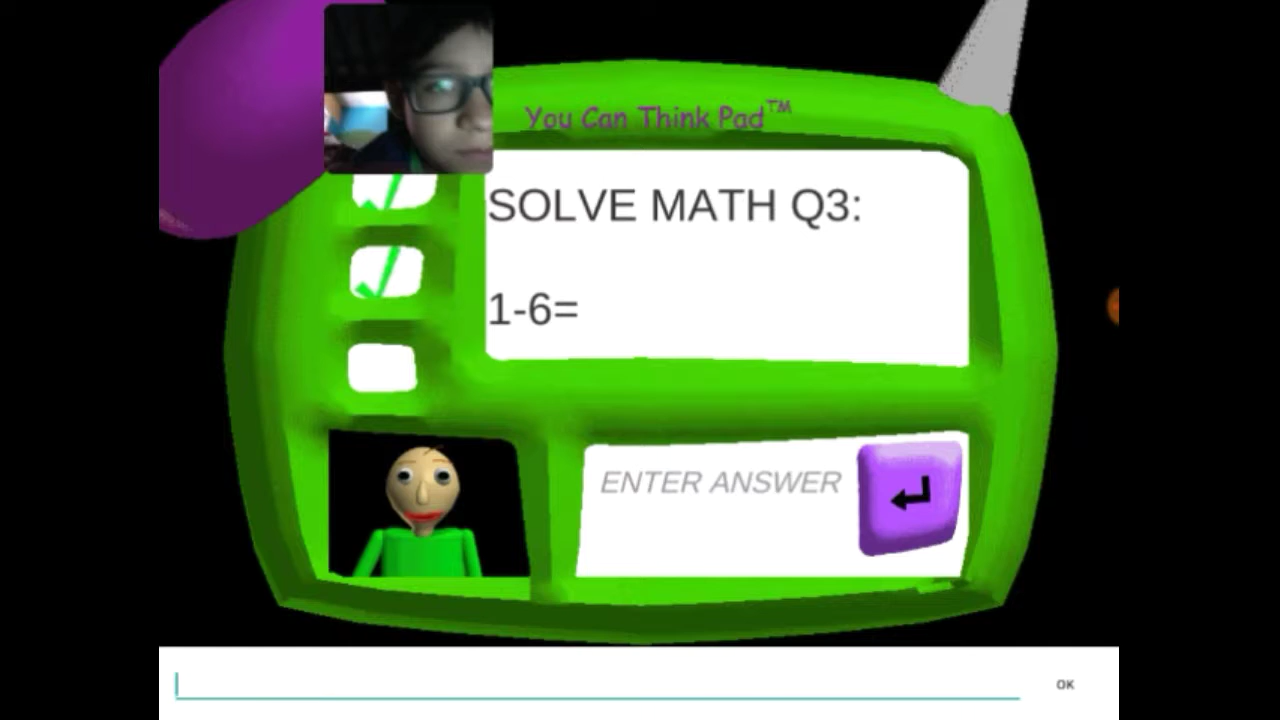 You Can Think Pad™
SOLVE MATH Q3:
1-6=
ENTER ANSWER
OK